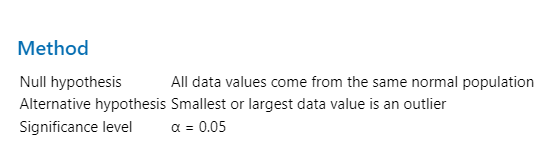 Method
Null hypothesis All data values come from the same normal population
Alternative hypothesis Smallest or largest data value is an outlier
Significance level α = 0.05